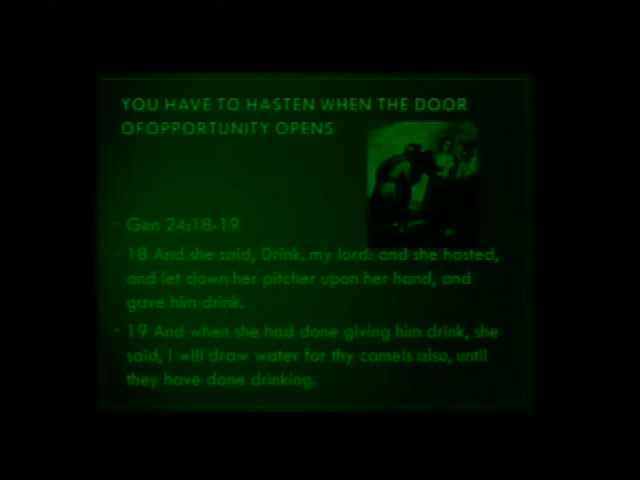 YOU HAVE TO HASTEN WHEN THE DOOR
OFOPPORTUNITY OPENS
Gen 24:18-19
18 And she said, Drink, my lord: and she hasted,
and let down her pitcher upon her hand, and
gave him drink.
19 And when she had done giving him drink, she
said, I will draw water for thy camels also, until
they have done drinking.